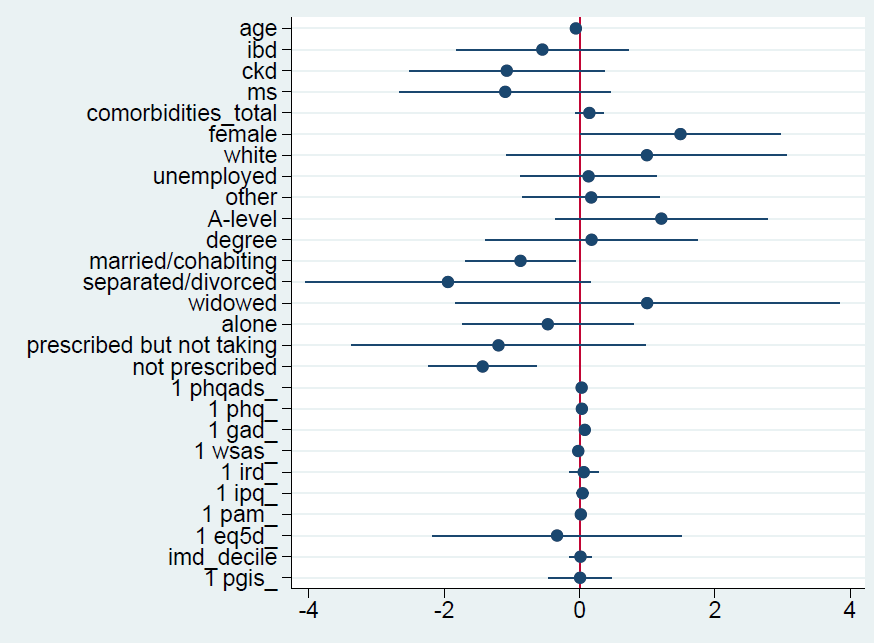 age
ibd
ckd
ms
comorbidities_total
female
white
unemployed
other
A-level
degree
married/cohabiting
separated/divorced
widowed
alone
prescribed but not taking
not prescribed
1 phqads_
1 phq_
1 gad_
1 wsas_
1 ird_
1 ipq_
1 pam_
1 eq5d_
imd_decile
1 pgis_
-4 -2 0 2 4